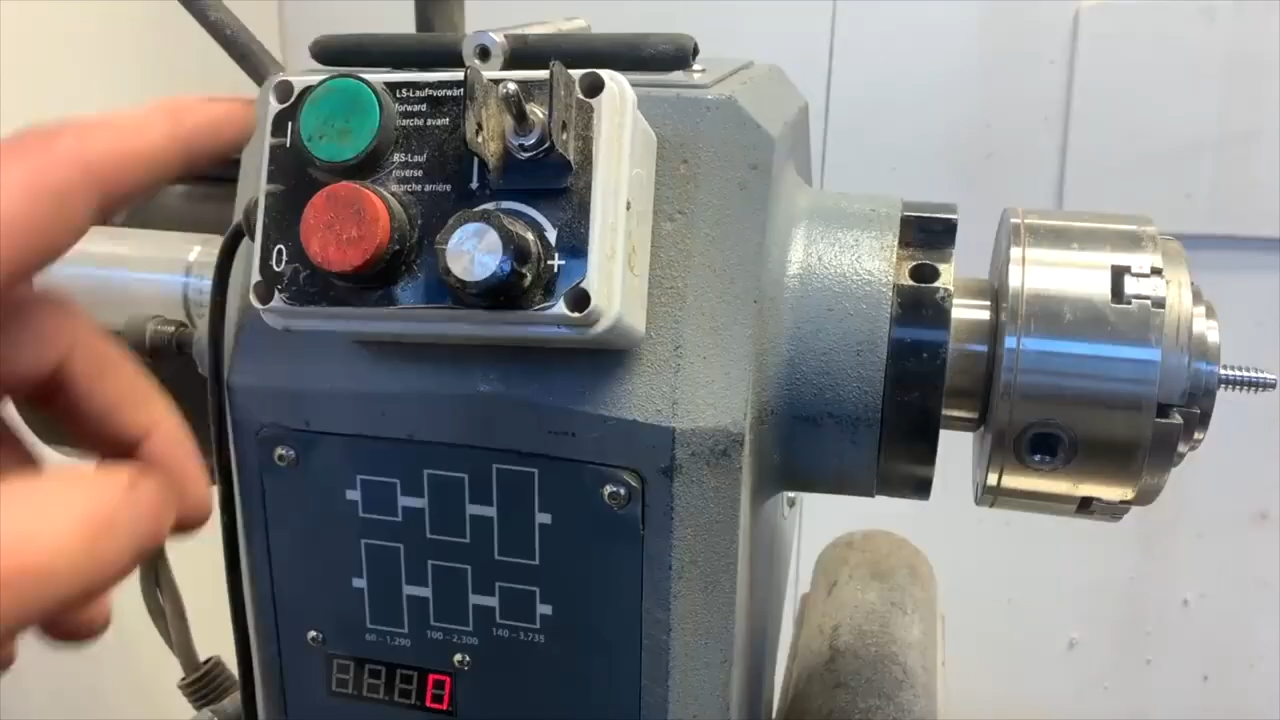 I
LS-Lauf=vorwärt
forward
marche avant
RS-Lauf
reverse
marche arrière
0
+
60 – 1,290 100 – 2,300 140 – 3,735
0